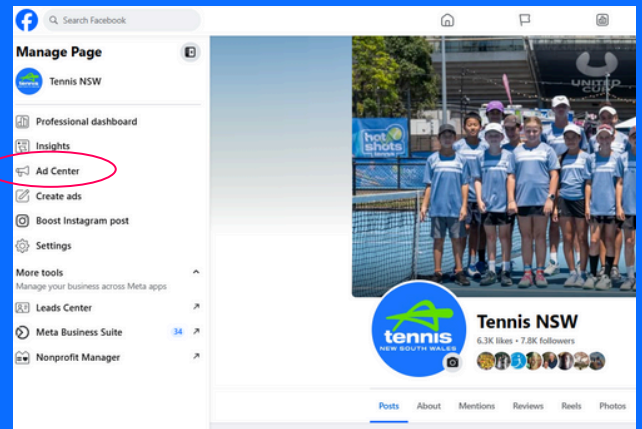 Search Facebook
Manage Page
Tennis NSW
Professional dashboard
Insights
Ad Center
Create ads
Boost Instagram post
Settings
More tools
Manage your business across Meta apps
Leads Center
Meta Business Suite 34
Nonprofit Manager
UNITED
CUP
hot
shots
tennis
tennis
NEW SOUTH WALES
Tennis NSW
6.3K likes • 7.8K followers
Posts About Mentions Reviews Reels Photos